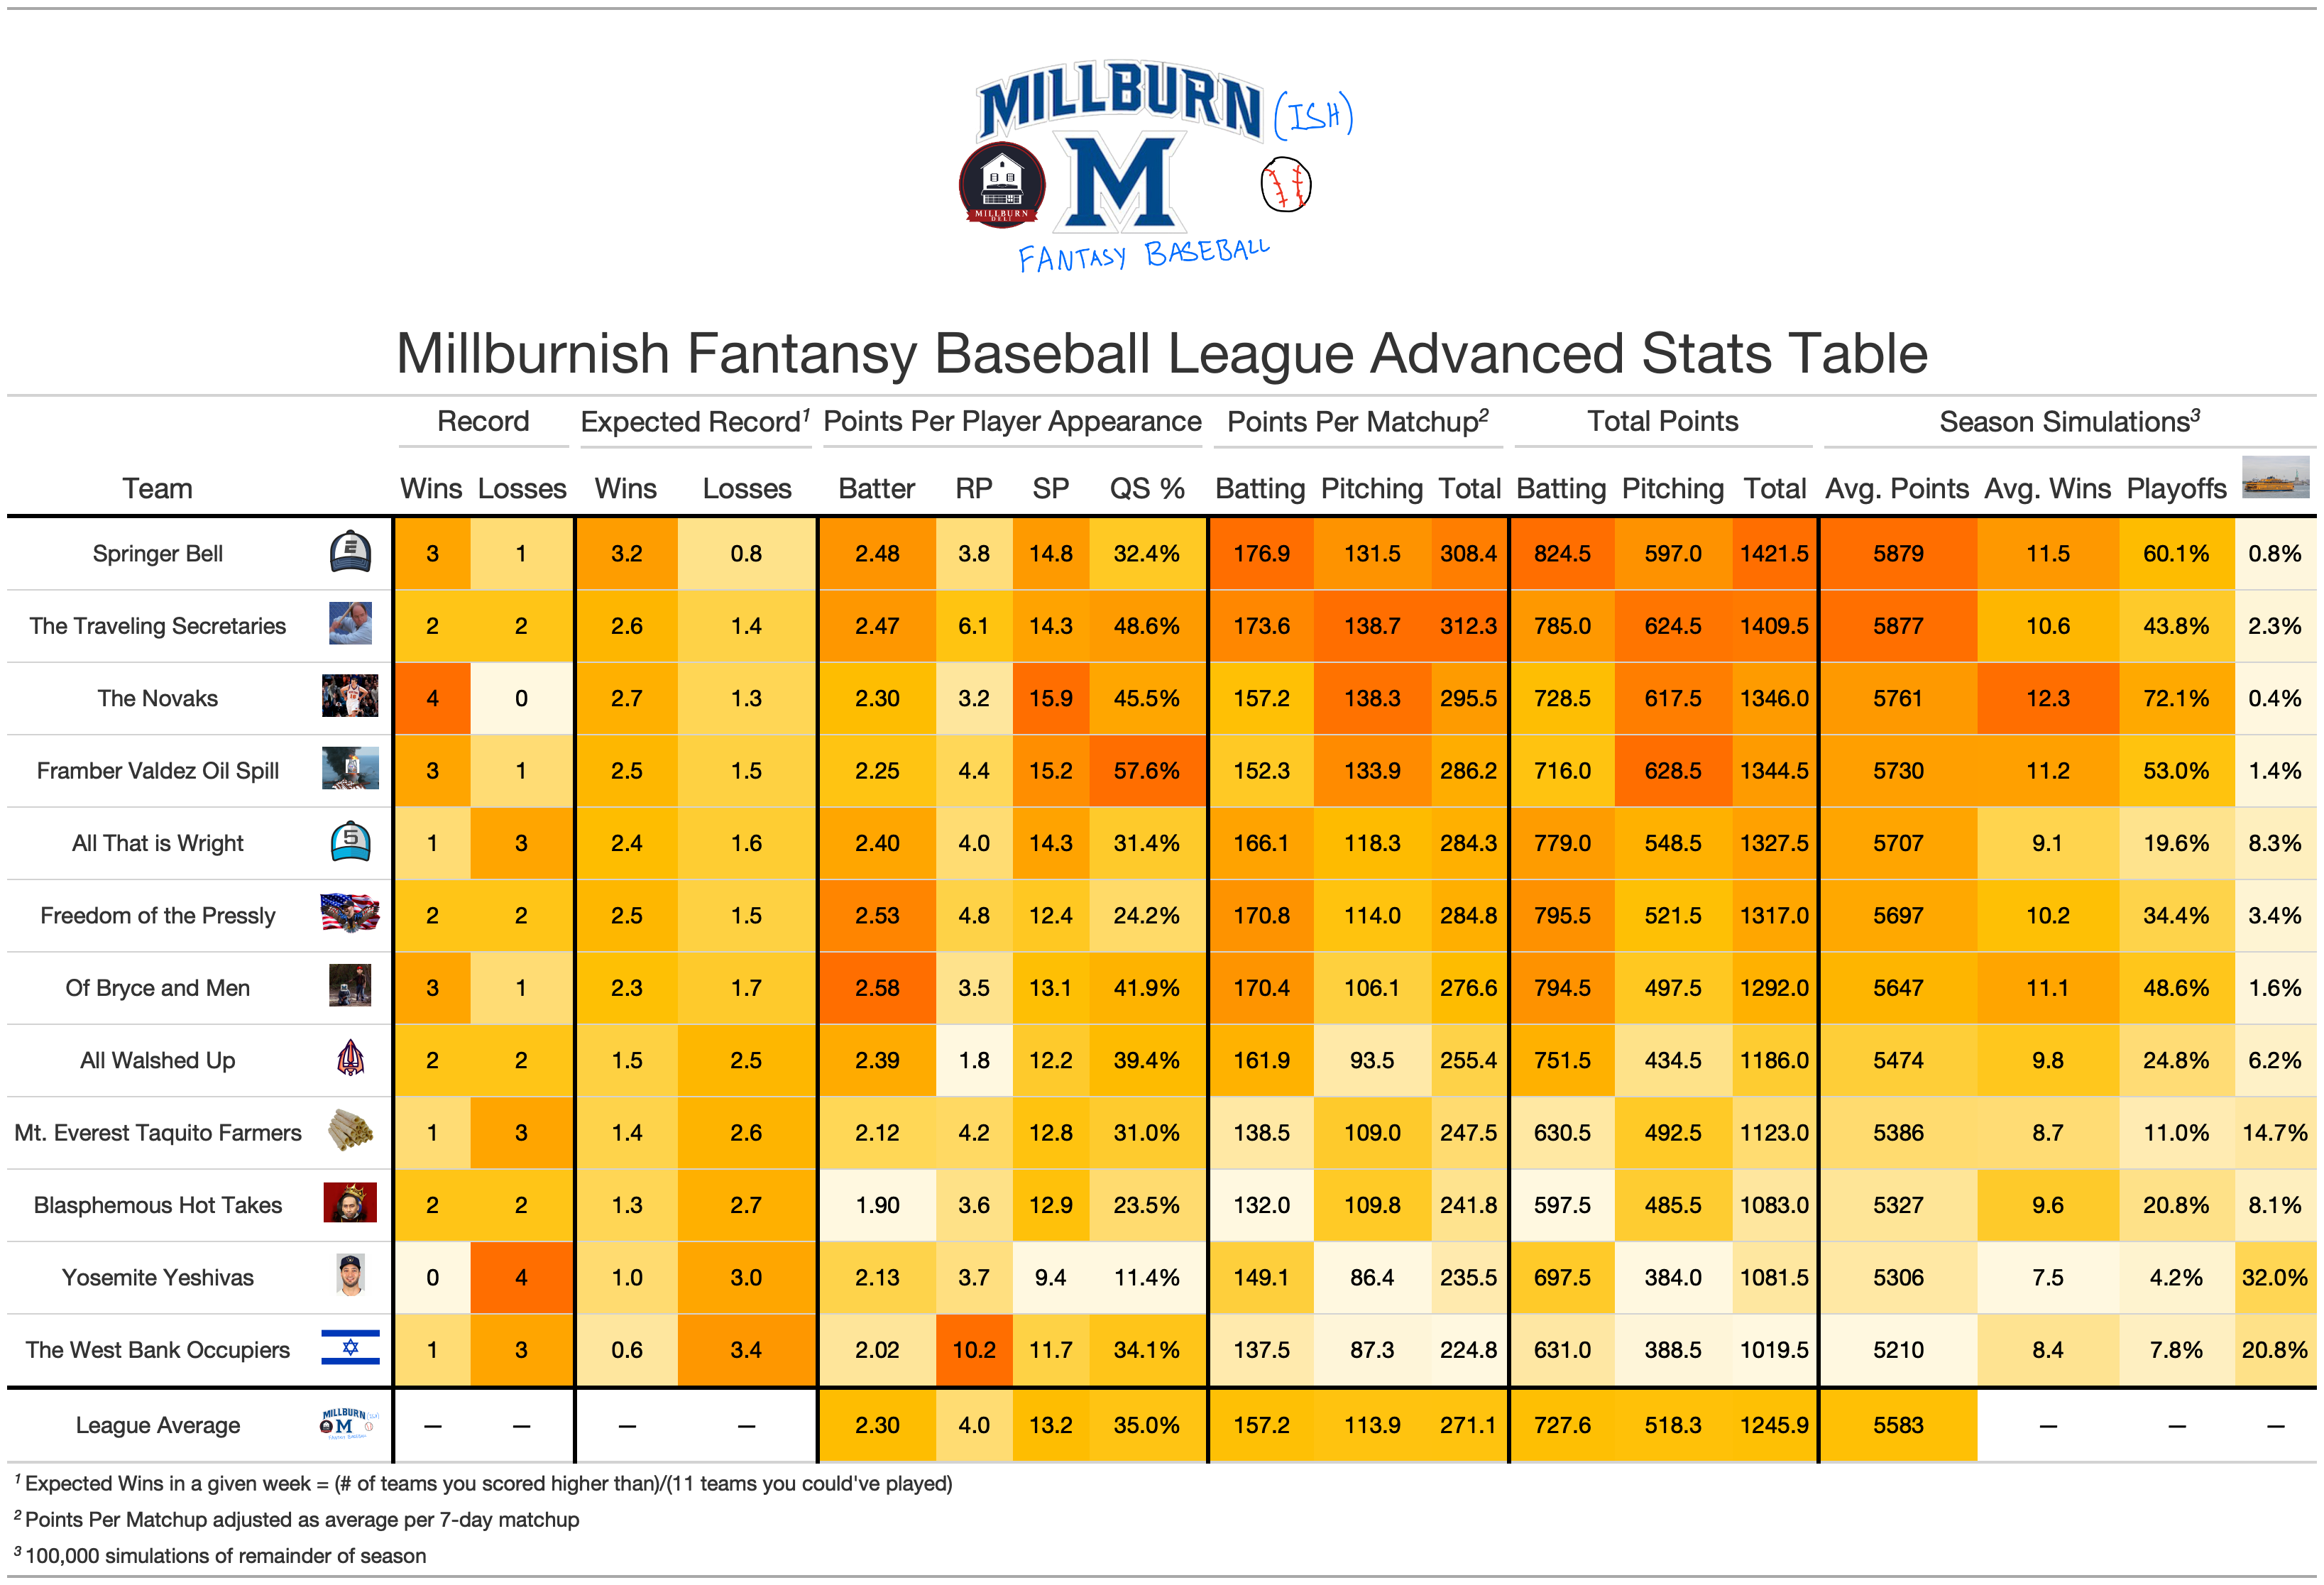 MILLBURN (ISH)
M
MILLBURN
DELI
FANTASY BASEBALL
Millburnish Fantansy Baseball League Advanced Stats Table
Record Expected Record¹ Points Per Player Appearance Points Per Matchup² Total Points Season Simulations³
Team Wins Losses Wins Losses Batter RP SP QS % Batting Pitching Total Batting Pitching Total Avg. Points Avg. Wins Playoffs
Springer Bell 3 1 3.2 0.8 2.48 3.8 14.8 32.4% 176.9 131.5 308.4 824.5 597.0 1421.5 5879 11.5 60.1% 0.8%
The Traveling Secretaries 2 2 2.6 1.4 2.47 6.1 14.3 48.6% 173.6 138.7 312.3 785.0 624.5 1409.5 5877 10.6 43.8% 2.3%
The Novaks 4 0 2.7 1.3 2.30 3.2 15.9 45.5% 157.2 138.3 295.5 728.5 617.5 1346.0 5761 12.3 72.1% 0.4%
Framber Valdez Oil Spill 3 1 2.5 1.5 2.25 4.4 15.2 57.6% 152.3 133.9 286.2 716.0 628.5 1344.5 5730 11.2 53.0% 1.4%
All That is Wright 5 1 3 2.4 1.6 2.40 4.0 14.3 31.4% 166.1 118.3 284.3 779.0 548.5 1327.5 5707 9.1 19.6% 8.3%
Freedom of the Pressly 2 2 2.5 1.5 2.53 4.8 12.4 24.2% 170.8 114.0 284.8 795.5 521.5 1317.0 5697 10.2 34.4% 3.4%
Of Bryce and Men 3 1 2.3 1.7 2.58 3.5 13.1 41.9% 170.4 106.1 276.6 794.5 497.5 1292.0 5647 11.1 48.6% 1.6%
All Walshed Up 2 2 1.5 2.5 2.39 1.8 12.2 39.4% 161.9 93.5 255.4 751.5 434.5 1186.0 5474 9.8 24.8% 6.2%
Mt. Everest Taquito Farmers 1 3 1.4 2.6 2.12 4.2 12.8 31.0% 138.5 109.0 247.5 630.5 492.5 1123.0 5386 8.7 11.0% 14.7%
Blasphemous Hot Takes 2 2 1.3 2.7 1.90 3.6 12.9 23.5% 132.0 109.8 241.8 597.5 485.5 1083.0 5327 9.6 20.8% 8.1%
Yosemite Yeshivas 0 4 1.0 3.0 2.13 3.7 9.4 11.4% 149.1 86.4 235.5 697.5 384.0 1081.5 5306 7.5 4.2% 32.0%
The West Bank Occupiers 1 3 0.6 3.4 2.02 10.2 11.7 34.1% 137.5 87.3 224.8 631.0 388.5 1019.5 5210 8.4 7.8% 20.8%
League Average MILLBURN (ISH) M Fantasy Baseball – – – – 2.30 4.0 13.2 35.0% 157.2 113.9 271.1 727.6 518.3 1245.9 5583 – – –
¹ Expected Wins in a given week = (# of teams you scored higher than)/(11 teams you could've played)
² Points Per Matchup adjusted as average per 7-day matchup
³ 100,000 simulations of remainder of season